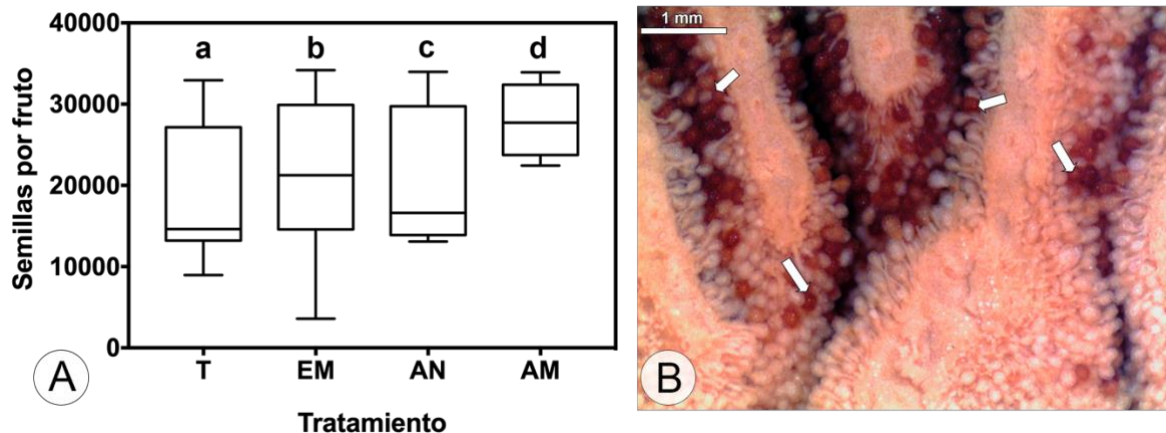 40000
30000
20000
10000
0
Semillas por fruto
a b c d
T EM AN AM
Tratamiento
A
1 mm
B